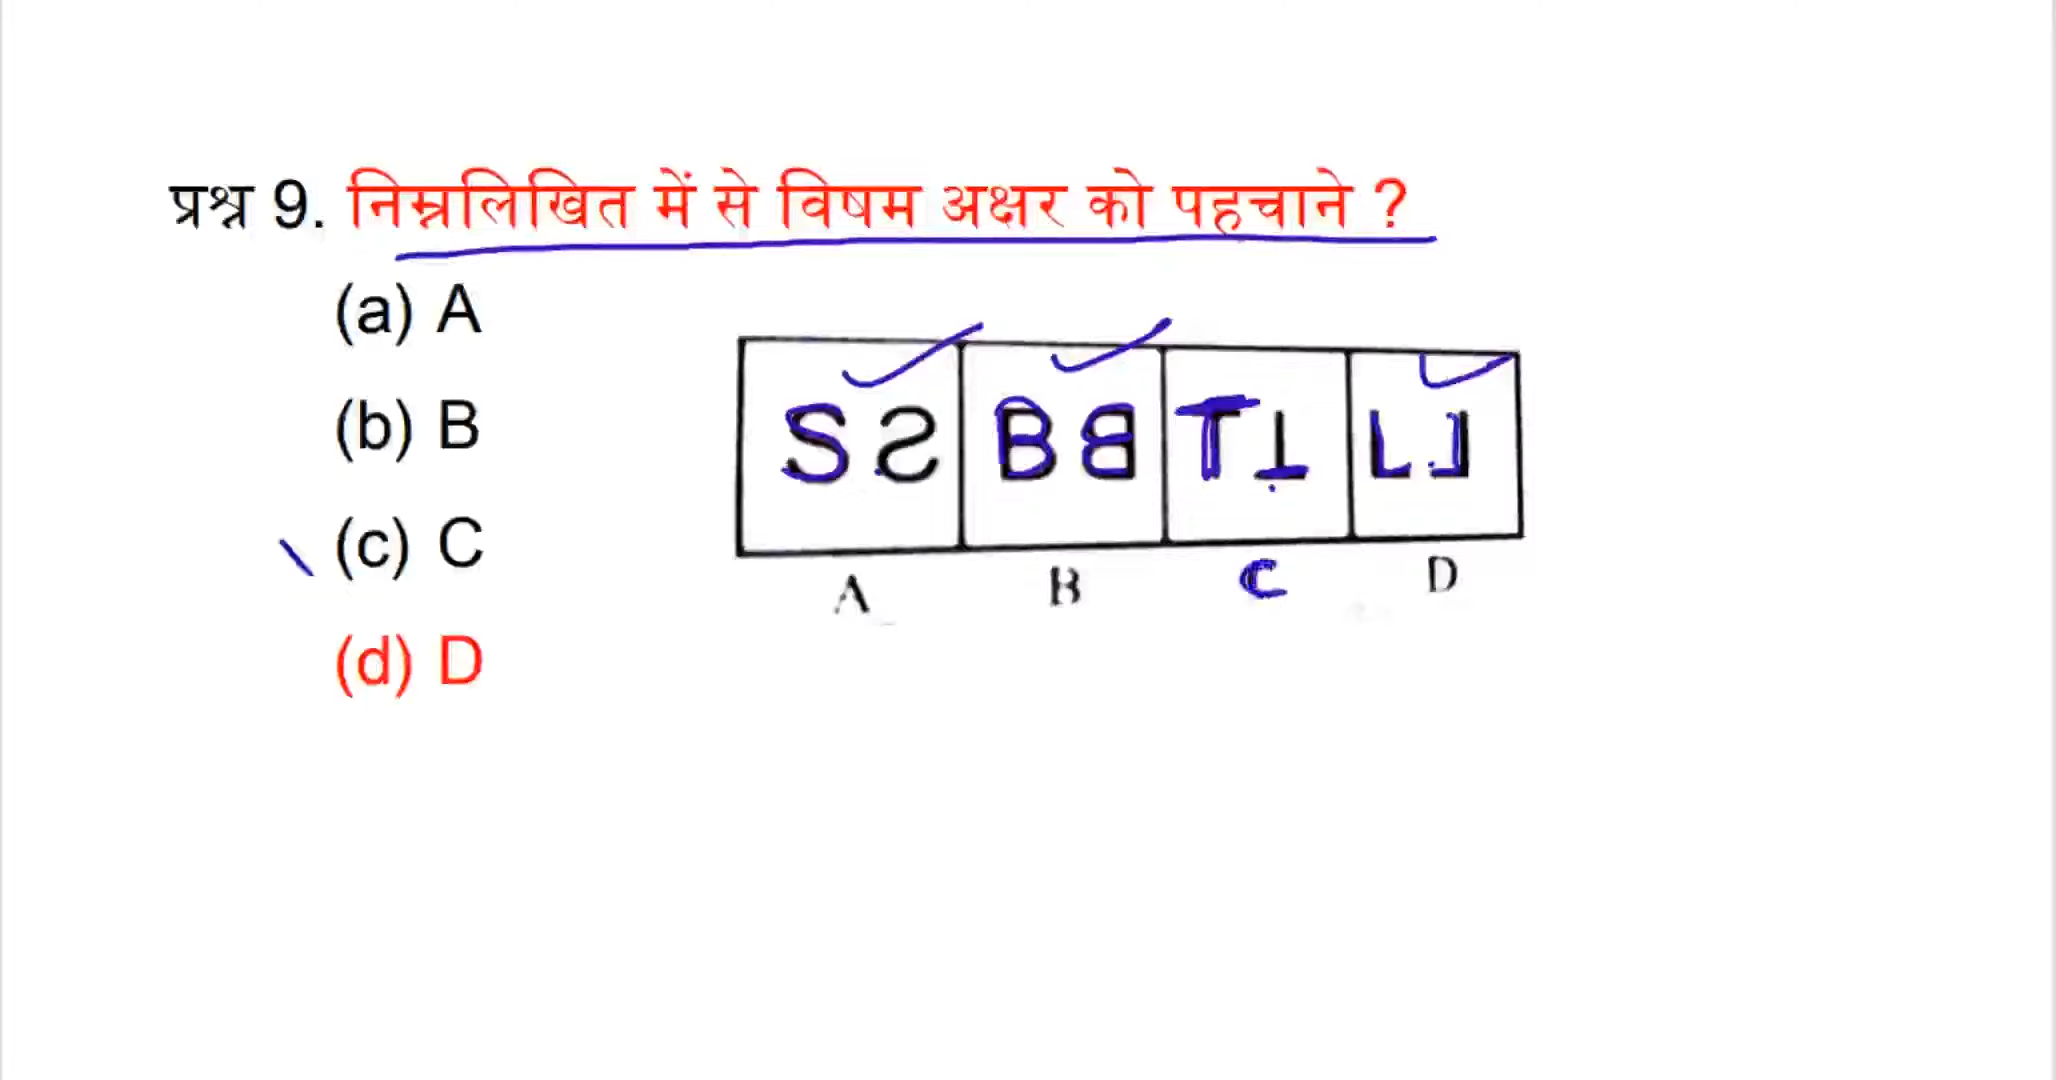 प्रश्न 9. निम्नलिखित में से विषम अक्षर को पहचाने ?
(a) A
(b) B
(c) C
(d) D
S Ƨ B ᗺ T ⊥ L ⅃
A B C D